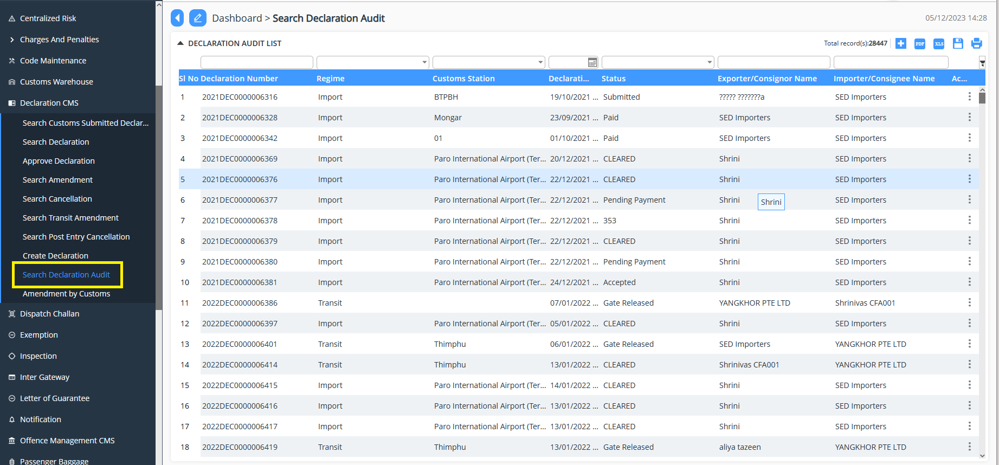 Centralized Risk
Charges And Penalties
Code Maintenance
Customs Warehouse
Declaration CMS
Search Customs Submitted Declar...
Search Declaration
Approve Declaration
Search Amendment
Search Cancellation
Search Transit Amendment
Search Post Entry Cancellation
Create Declaration
Search Declaration Audit
Amendment by Customs
Dispatch Challan
Exemption
Inspection
Inter Gateway
Letter of Guarantee
Notification
Offence Management CMS
Passenger Baggage
Dashboard > Search Declaration Audit
05/12/2023 14:28
DECLARATION AUDIT LIST
Total record(s):28447
PDF
XLS
Sl No Declaration Number Regime Customs Station Declarati... Status Exporter/Consignor Name Importer/Consignee Name Ac...
1 2021DEC0000006316 Import BTPBH 19/10/2021 ... Submitted ????? ???????a SED Importers
2 2021DEC0000006328 Import Mongar 23/09/2021 ... Paid SED Importers SED Importers
3 2021DEC0000006342 Import 01 01/10/2021 ... Paid SED Importers SED Importers
4 2021DEC0000006369 Import Paro International Airport (Ter... 20/12/2021 ... CLEARED Shrini SED Importers
5 2021DEC0000006376 Import Paro International Airport (Ter... 22/12/2021 ... CLEARED Shrini SED Importers
6 2021DEC0000006377 Import Paro International Airport (Ter... 22/12/2021 ... Pending Payment Shrini SED Importers
Shrini
7 2021DEC0000006378 Import Paro International Airport (Ter... 22/12/2021 ... 353 Shrini SED Importers
8 2021DEC0000006379 Import Paro International Airport (Ter... 22/12/2021 ... CLEARED Shrini SED Importers
9 2021DEC0000006380 Import Paro International Airport (Ter... 22/12/2021 ... Pending Payment Shrini SED Importers
10 2021DEC0000006381 Import Paro International Airport (Ter... 24/12/2021 ... Accepted Shrini SED Importers
11 2022DEC0000006386 Transit 07/01/2022 ... Gate Released YANGKHOR PTE LTD Shrinivas CFA001
12 2022DEC0000006397 Import Paro International Airport (Ter... 05/01/2022 ... CLEARED Shrini SED Importers
13 2022DEC0000006401 Transit Thimphu 06/01/2022 ... Gate Released SED Importers YANGKHOR PTE LTD
14 2022DEC0000006414 Transit Thimphu 13/01/2022 ... CLEARED Shrinivas CFA001 YANGKHOR PTE LTD
15 2022DEC0000006415 Import Paro International Airport (Ter... 14/01/2022 ... CLEARED Shrini SED Importers
16 2022DEC0000006416 Import Paro International Airport (Ter... 13/01/2022 ... CLEARED Shrini SED Importers
17 2022DEC0000006417 Import Paro International Airport (Ter... 13/01/2022 ... CLEARED Shrini SED Importers
18 2022DEC0000006419 Transit Thimphu 13/01/2022 ... Gate Released aliya tazeen YANGKHOR PTE LTD